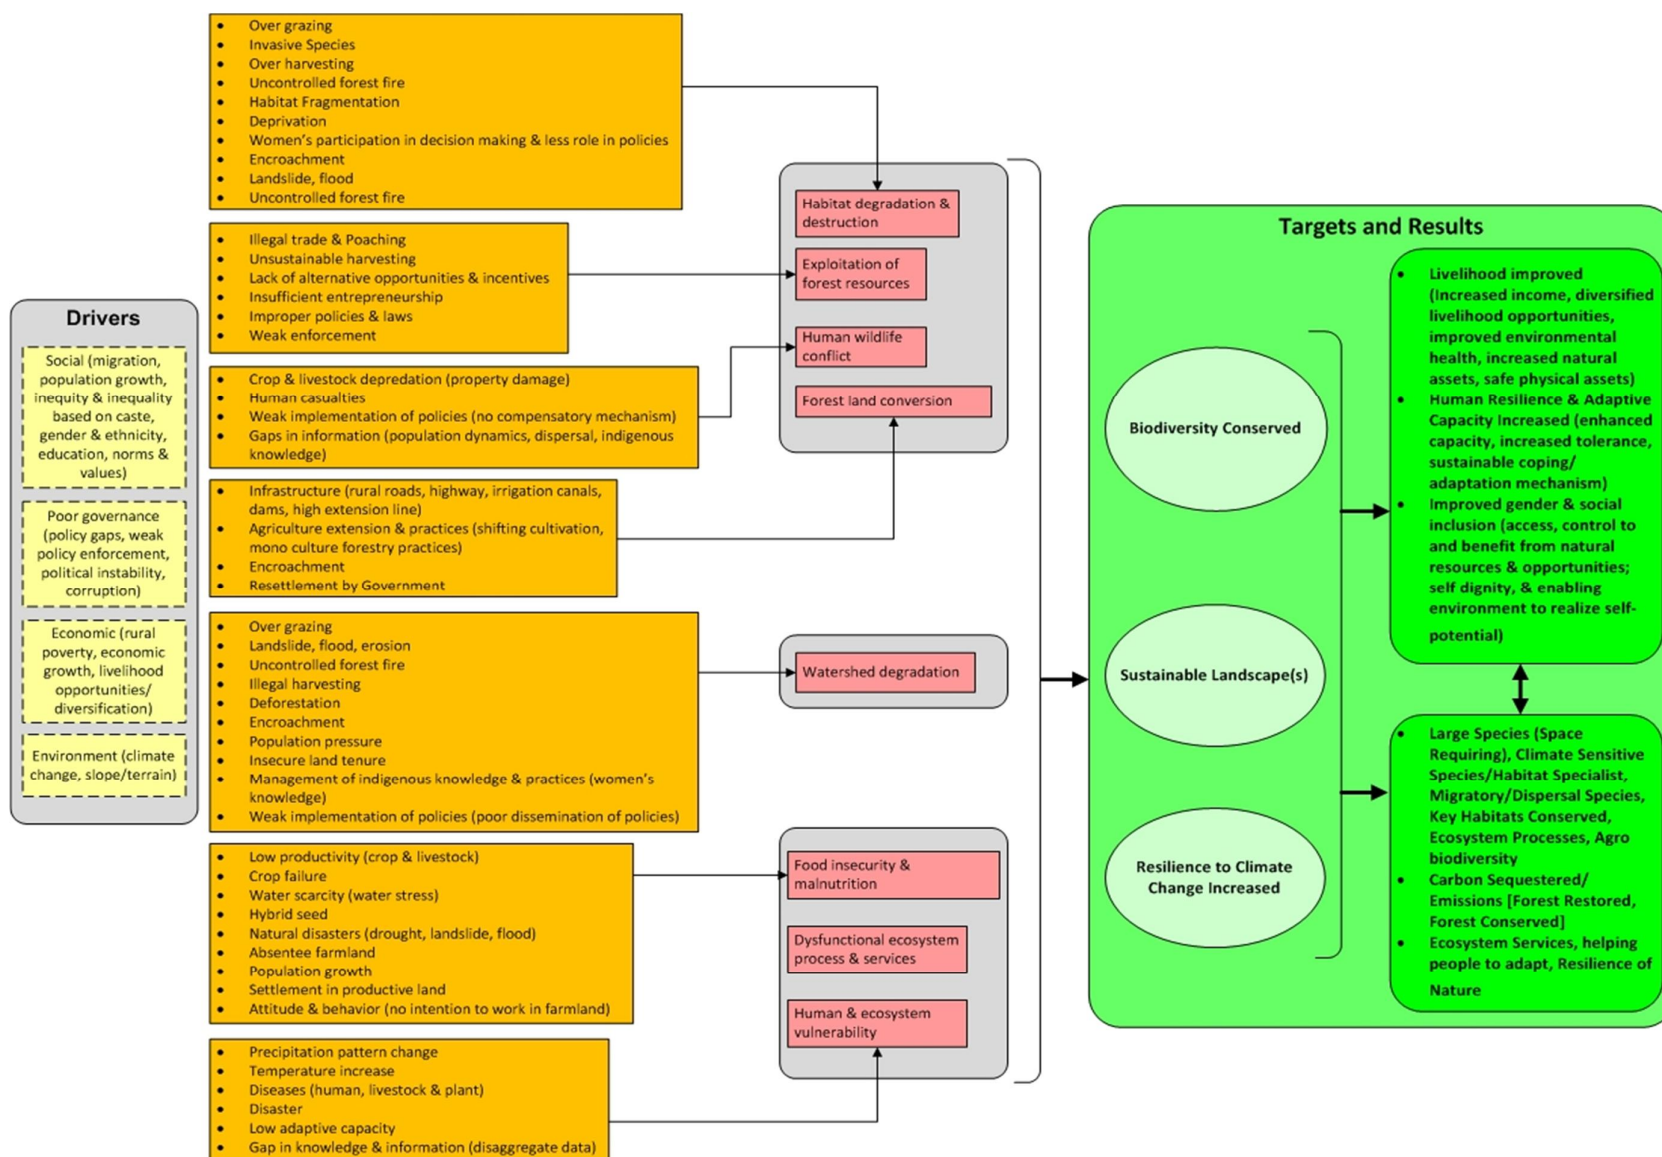 Drivers
Social (migration,
population growth,
inequity & inequality
based on caste,
gender & ethnicity,
education, norms &
values)
Poor governance
(policy gaps, weak
policy enforcement,
political instability,
corruption)
Economic (rural
poverty, economic
growth, livelihood
opportunities/
diversification)
Environment (climate
change, slope/terrain)
• Over grazing
• Invasive Species
• Over harvesting
• Uncontrolled forest fire
• Habitat Fragmentation
• Deprivation
• Women's participation in decision making & less role in policies
• Encroachment
• Landslide, flood
• Uncontrolled forest fire
• Illegal trade & Poaching
• Unsustainable harvesting
• Lack of alternative opportunities & incentives
• Insufficient entrepreneurship
• Improper policies & laws
• Weak enforcement
• Crop & livestock depredation (property damage)
• Human casualties
• Weak implementation of policies (no compensatory mechanism)
• Gaps in information (population dynamics, dispersal, indigenous
knowledge)
• Infrastructure (rural roads, highway, irrigation canals,
dams, high extension line)
• Agriculture extension & practices (shifting cultivation,
mono culture forestry practices)
• Encroachment
• Resettlement by Government
• Over grazing
• Landslide, flood, erosion
• Uncontrolled forest fire
• Illegal harvesting
• Deforestation
• Encroachment
• Population pressure
• Insecure land tenure
• Management of indigenous knowledge & practices (women's
knowledge)
• Weak implementation of policies (poor dissemination of policies)
• Low productivity (crop & livestock)
• Crop failure
• Water scarcity (water stress)
• Hybrid seed
• Natural disasters (drought, landslide, flood)
• Absentee farmland
• Population growth
• Settlement in productive land
• Attitude & behavior (no intention to work in farmland)
• Precipitation pattern change
• Temperature increase
• Diseases (human, livestock & plant)
• Disaster
• Low adaptive capacity
• Gap in knowledge & information (disaggregate data)
Habitat degradation &
destruction
Exploitation of
forest resources
Human wildlife
conflict
Forest land conversion
Watershed degradation
Food insecurity &
malnutrition
Dysfunctional ecosystem
process & services
Human & ecosystem
vulnerability
Targets and Results
Biodiversity Conserved
Sustainable Landscape(s)
Resilience to Climate
Change Increased
• Livelihood improved
(Increased income, diversified
livelihood opportunities,
improved environmental
health, increased natural
assets, safe physical assets)
• Human Resilience & Adaptive
Capacity Increased (enhanced
capacity, increased tolerance,
sustainable coping/
adaptation mechanism)
• Improved gender & social
inclusion (access, control to
and benefit from natural
resources & opportunities;
self dignity, & enabling
environment to realize self-
potential)
• Large Species (Space
Requiring), Climate Sensitive
Species/Habitat Specialist,
Migratory/Dispersal Species,
Key Habitats Conserved,
Ecosystem Processes, Agro
biodiversity
• Carbon Sequestered/
Emissions [Forest Restored,
Forest Conserved]
• Ecosystem Services, helping
people to adapt, Resilience of
Nature